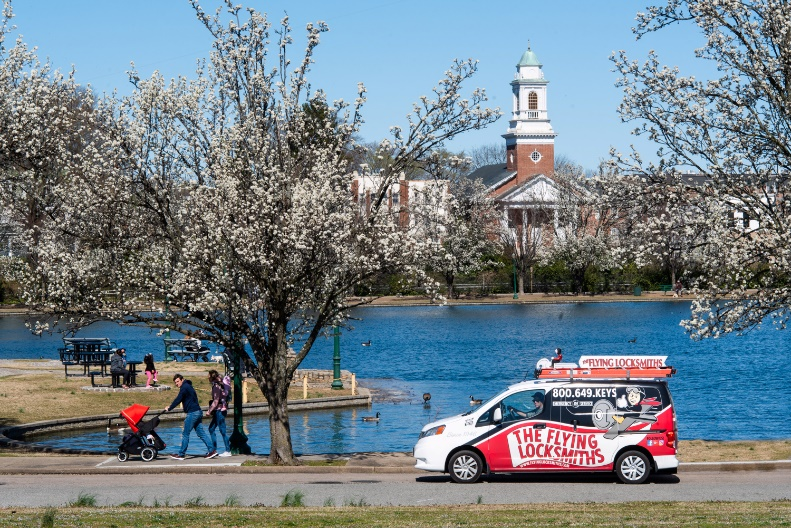 THE FLYING LOCKSMITHS
800.649.KEYS
THE FLYING
LOCKSMITHS